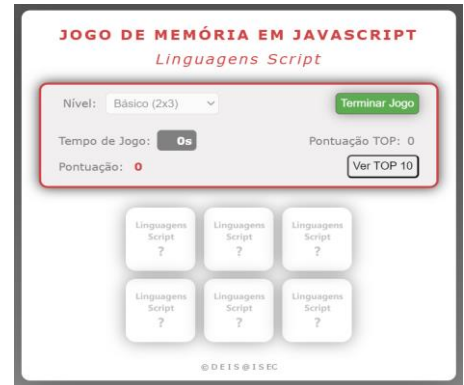 JOGO DE MEMÓRIA EM JAVASCRIPT
Linguagens Script
Nível: Básico (2x3) Terminar Jogo
Tempo de Jogo: 0s Pontuação TOP: 0
Pontuação: 0 Ver TOP 10
Linguagens Linguagens Linguagens
Script Script Script
? ? ?
Linguagens Linguagens Linguagens
Script Script Script
? ? ?
©DEIS@ISEC